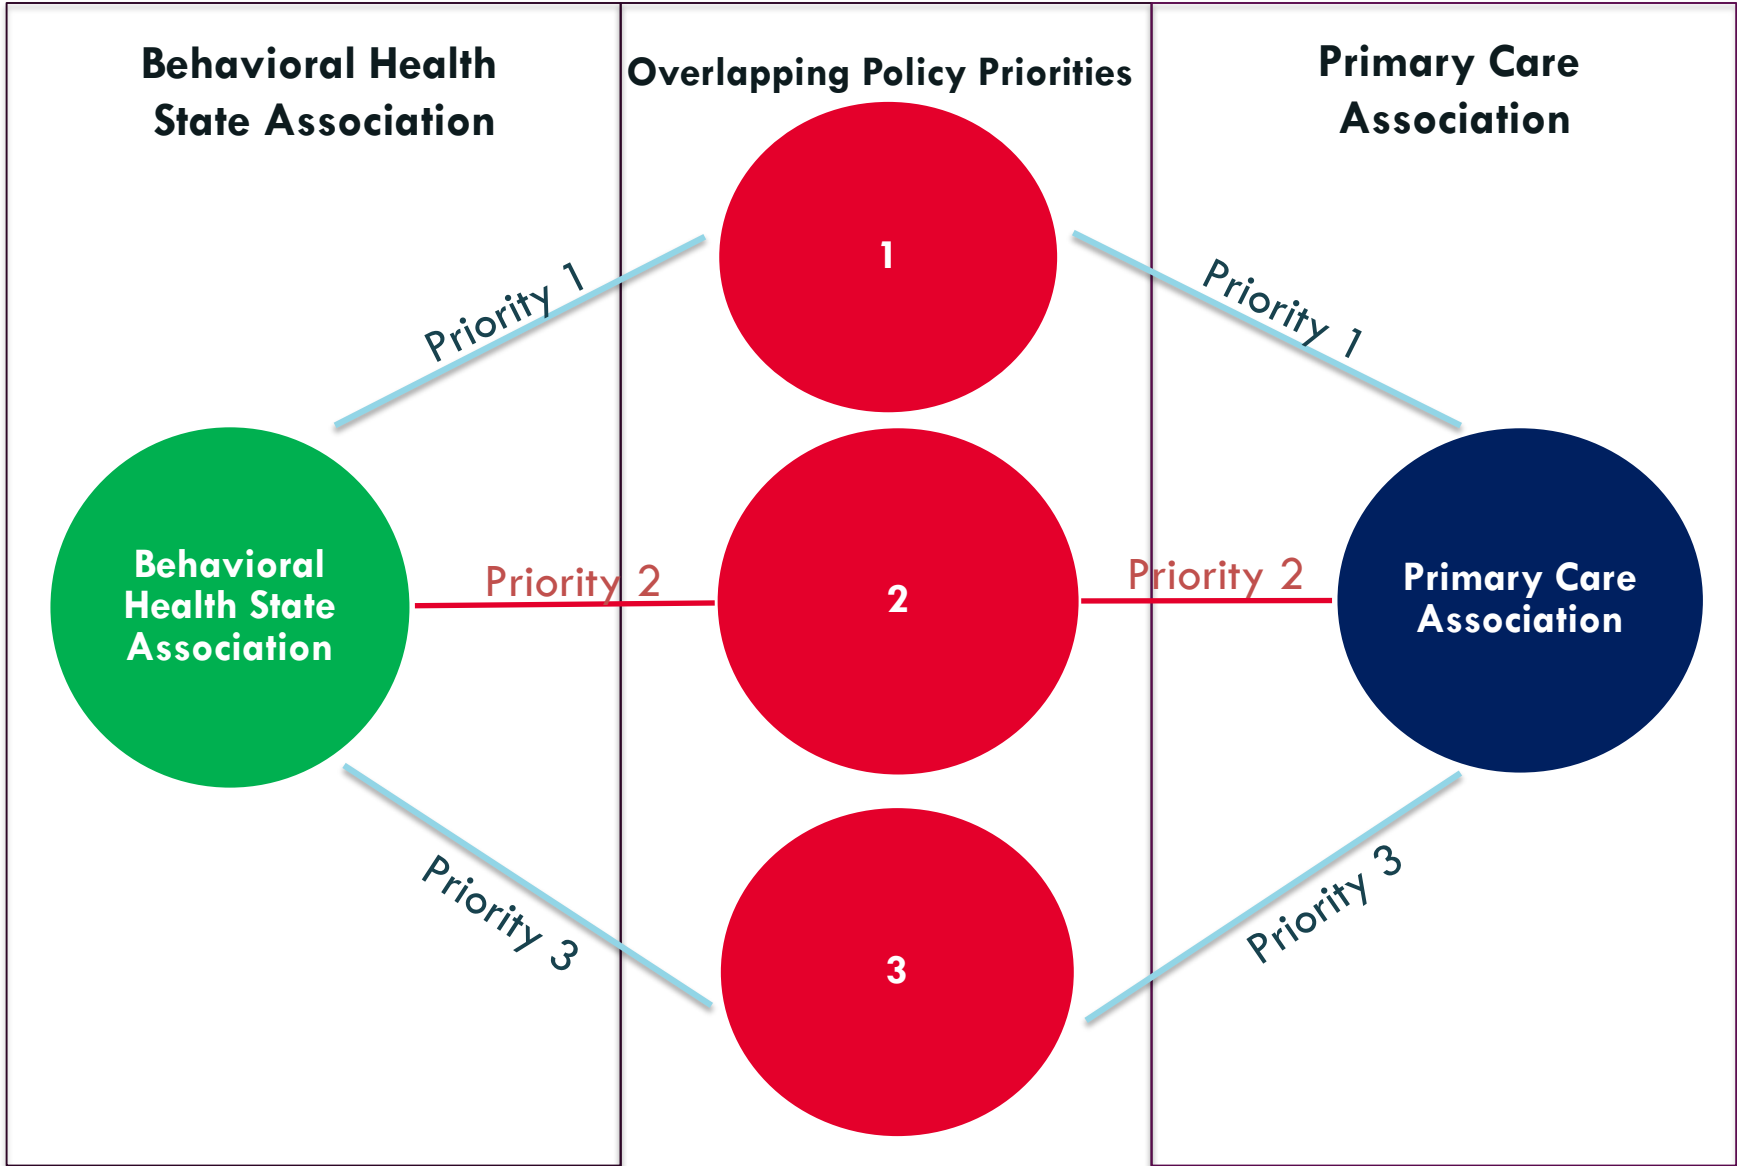 Behavioral Health
State Association
Overlapping Policy Priorities
Primary Care
Association
1
Priority 1
Priority 1
Behavioral
Health State
Association
Priority 2
2
Priority 2
Primary Care
Association
Priority 3
3
Priority 3